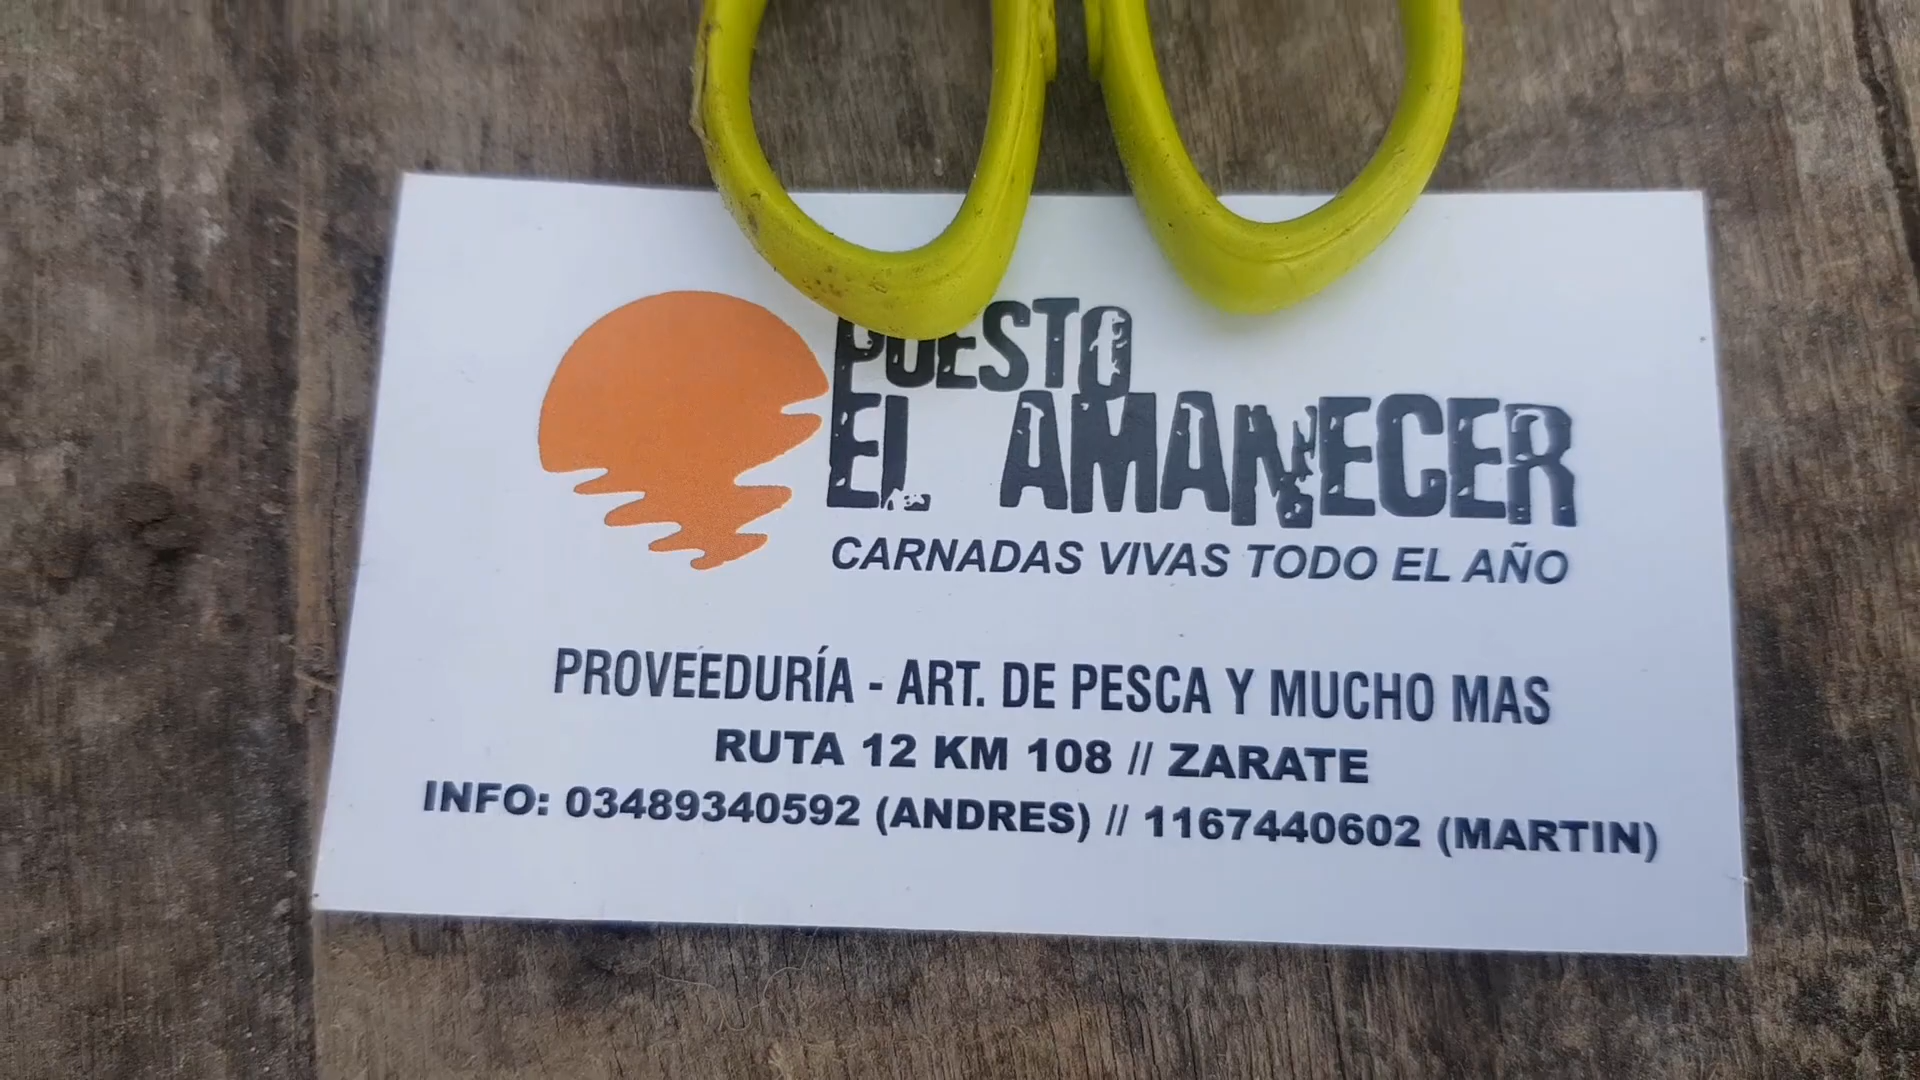 PUESTO
EL AMANECER
CARNADAS VIVAS TODO EL AÑO
PROVEEDURÍA - ART. DE PESCA Y MUCHO MAS
RUTA 12 KM 108 // ZARATE
INFO: 03489340592 (ANDRES) // 1167440602 (MARTIN)